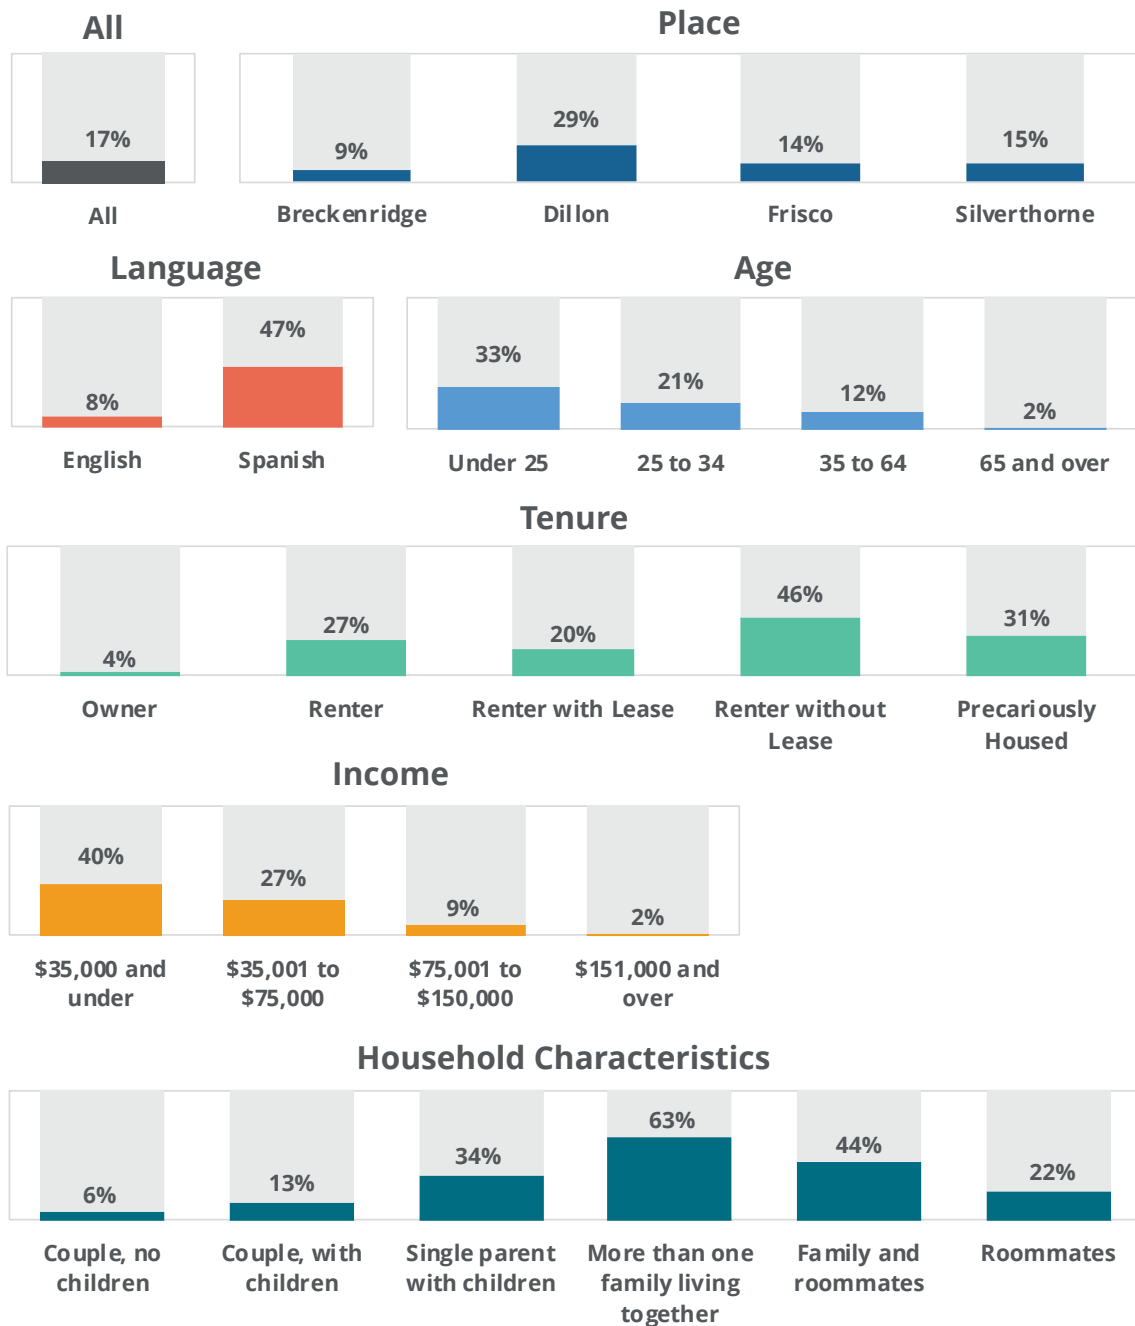 All
Place
17%
9%
29%
14%
15%
All
Breckenridge
Dillon
Frisco
Silverthorne
Language
Age
8%
47%
33%
21%
12%
2%
English
Spanish
Under 25
25 to 34
35 to 64
65 and over
Tenure
4%
27%
20%
46%
31%
Owner
Renter
Renter with Lease
Renter without
Lease
Precariously
Housed
Income
40%
27%
9%
2%
$35,000 and
under
$35,001 to
$75,000
$75,001 to
$150,000
$151,000 and
over
Household Characteristics
6%
13%
34%
63%
44%
22%
Couple, no
children
Couple, with
children
Single parent
with children
More than one
family living
together
Family and
roommates
Roommates